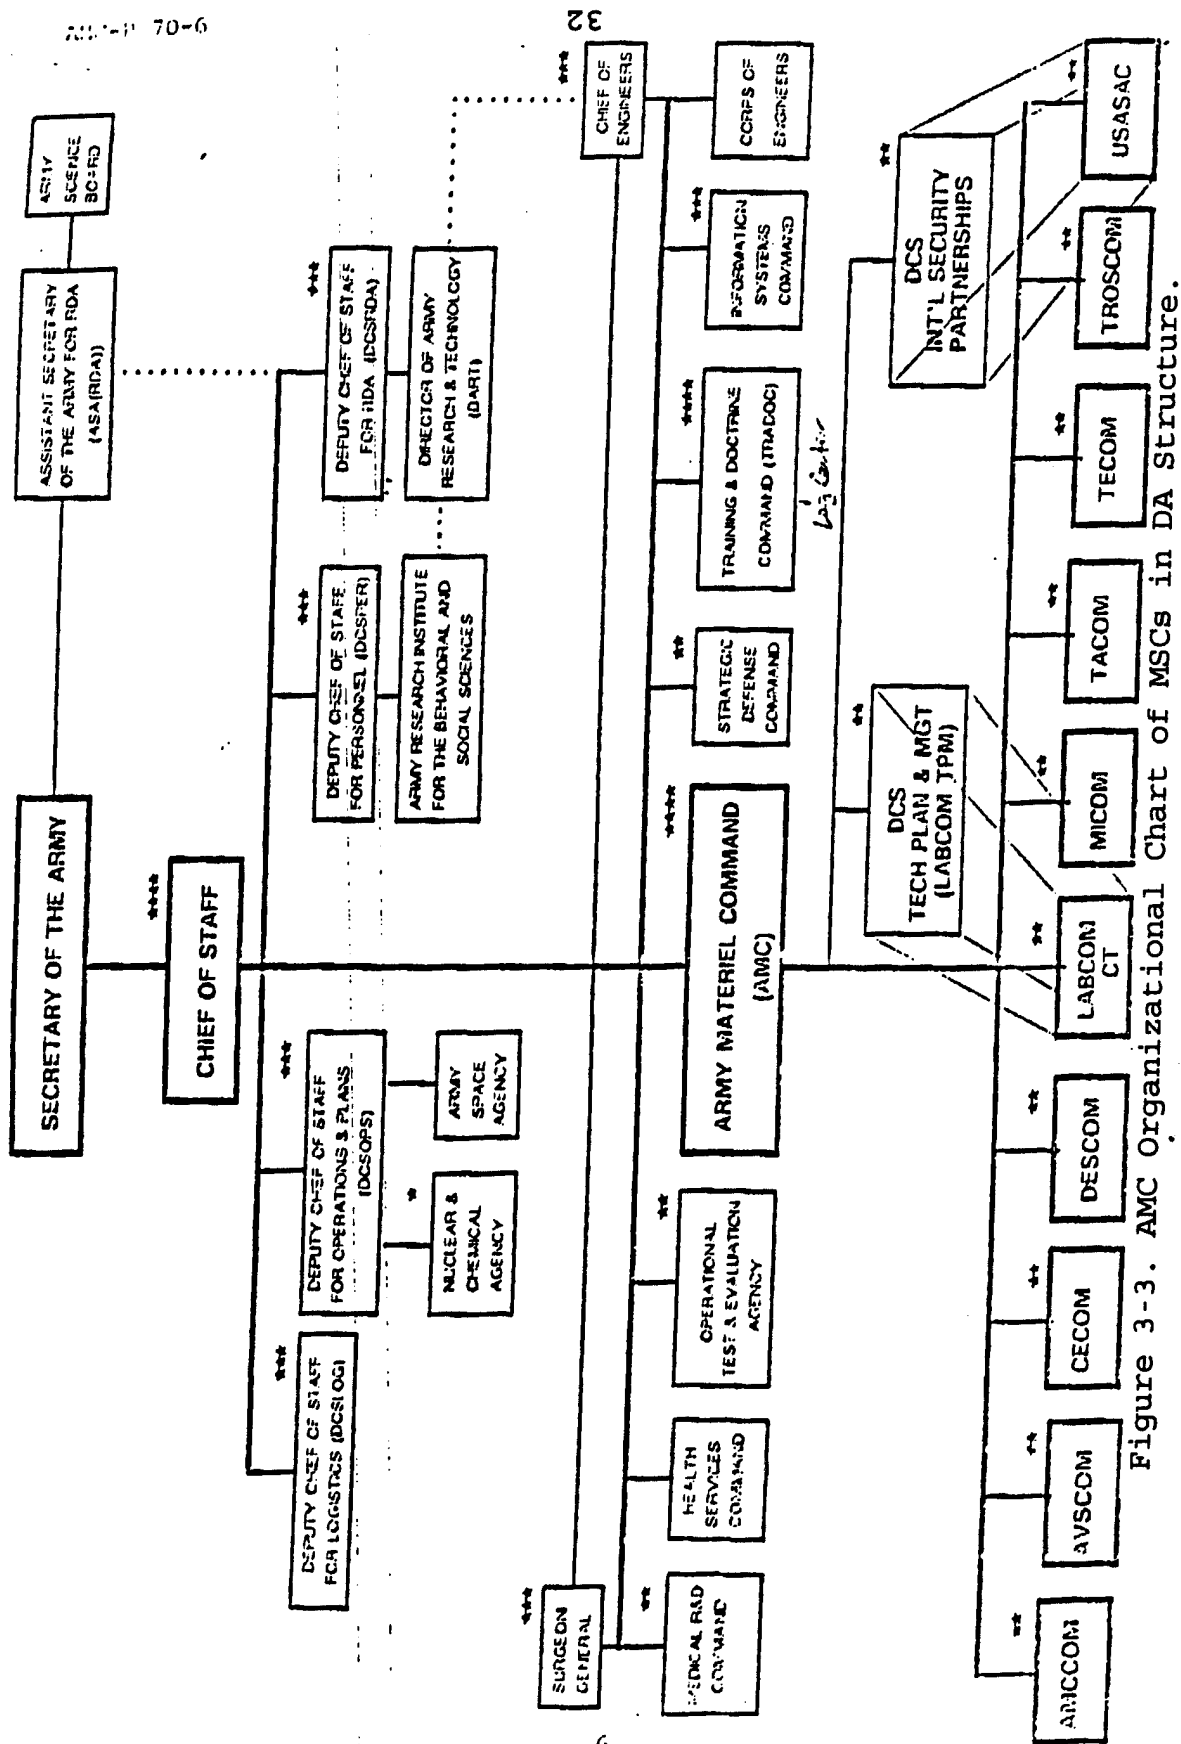 70-6
SECRETARY OF THE ARMY
ASSISTANT SECRETARY
OF THE ARMY FOR RDA
(ASA(RDA))
ARMY
SCIENCE
BOARD
****
CHIEF OF STAFF
***
DEPUTY CHIEF OF STAFF
FOR LOGISTICS (DCSLOG)
***
DEPUTY CHIEF OF STAFF
FOR OPERATIONS & PLANS
(DCSOPS)
***
DEPUTY CHIEF OF STAFF
FOR PERSONNEL (DCSPER)
***
DEPUTY CHIEF OF STAFF
FOR RDA (DCSRDA)
*
NUCLEAR &
CHEMICAL
AGENCY
ARMY
SPACE
AGENCY
ARMY RESEARCH INSTITUTE
FOR THE BEHAVIORAL AND
SOCIAL SCIENCES
DIRECTOR OF ARMY
RESEARCH & TECHNOLOGY
(DART)
***
SURGEON
GENERAL
***
CHIEF OF
ENGINEERS
**
MEDICAL R&D
COMMAND
HEALTH
SERVICES
COMMAND
**
OPERATIONAL
TEST & EVALUATION
AGENCY
****
ARMY MATERIEL COMMAND
(AMC)
**
STRATEGIC
DEFENSE
COMMAND
****
TRAINING & DOCTRINE
COMMAND (TRADOC)
Log Center
***
INFORMATION
SYSTEMS
COMMAND
CORPS OF
ENGINEERS
**
DCS
TECH PLAN & MGT
(LABCOM TPM)
**
DCS
INT'L SECURITY
PARTNERSHIPS
**
AMCCOM
**
AVSCOM
**
CECOM
**
DESCOM
**
LABCOM
CT
**
MICOM
**
TACOM
**
TECOM
**
TROSCOM
**
USASAC
Figure 3-3. AMC Organizational Chart of MSCs in DA Structure.
32